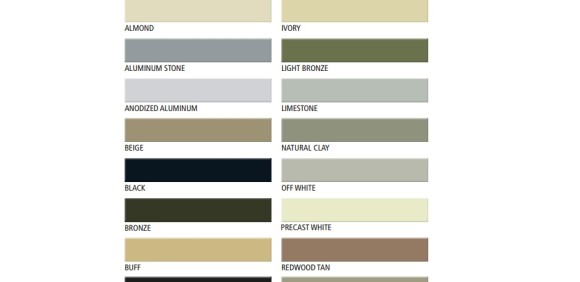 ALMOND
IVORY
ALUMINUM STONE
LIGHT BRONZE
ANODIZED ALUMINUM
LIMESTONE
BEIGE
NATURAL CLAY
BLACK
OFF WHITE
BRONZE
PRECAST WHITE
BUFF
REDWOOD TAN